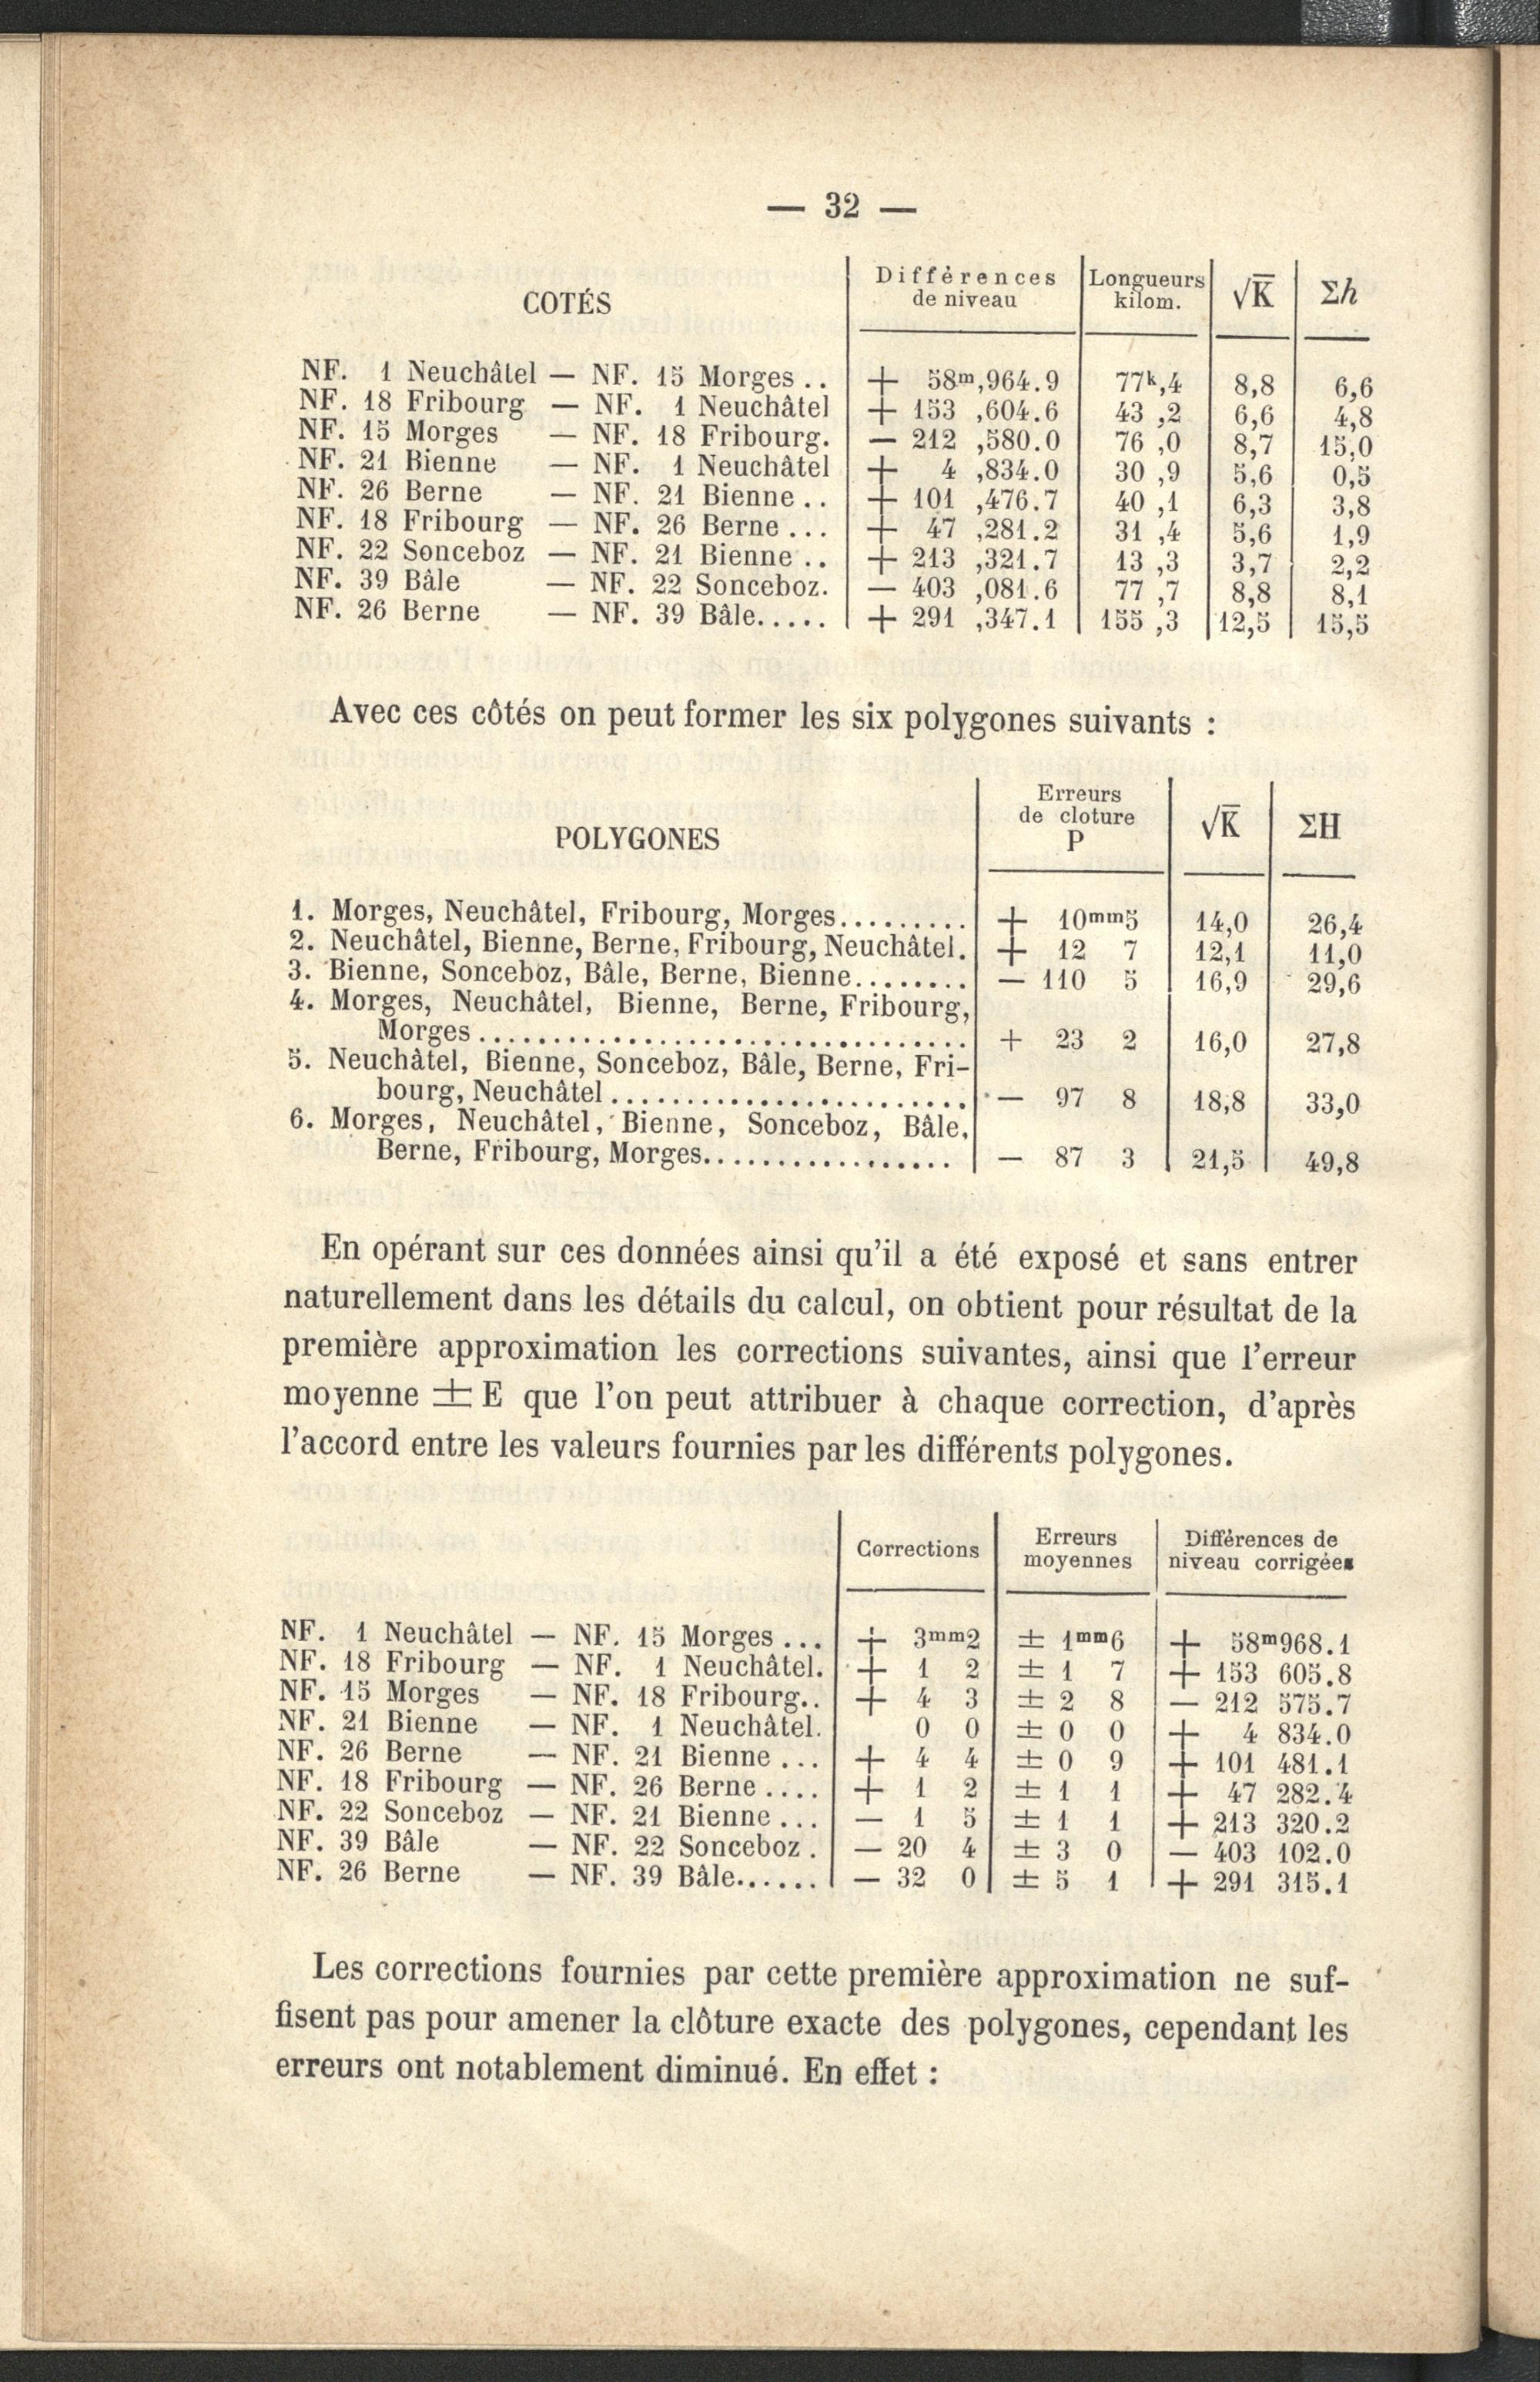 — 32 —
COTÉS | Différences de niveau | Longueurs kilom. | √K | Σh
NF. 1 Neuchâtel — NF. 15 Morges .. | + 58m,964.9 | 77k,4 | 8,8 | 6,6
NF. 18 Fribourg — NF. 1 Neuchâtel | + 153 ,604.6 | 43 ,2 | 6,6 | 4,8
NF. 15 Morges — NF. 18 Fribourg. | — 212 ,580.0 | 76 ,0 | 8,7 | 15,0
NF. 21 Bienne — NF. 1 Neuchâtel | + 4 ,834.0 | 30 ,9 | 5,6 | 0,5
NF. 26 Berne — NF. 21 Bienne .. | + 101 ,476.7 | 40 ,1 | 6,3 | 3,8
NF. 18 Fribourg — NF. 26 Berne ... | + 47 ,281.2 | 31 ,4 | 5,6 | 1,9
NF. 22 Sonceboz — NF. 21 Bienne .. | + 213 ,321.7 | 13 ,3 | 3,7 | 2,2
NF. 39 Bâle — NF. 22 Sonceboz. | — 403 ,081.6 | 77 ,7 | 8,8 | 8,1
NF. 26 Berne — NF. 39 Bâle..... | + 291 ,347.1 | 155 ,3 | 12,5 | 15,5
Avec ces côtés on peut former les six polygones suivants :
POLYGONES | Erreurs de cloture P | √K | ΣH
1. Morges, Neuchâtel, Fribourg, Morges.......... | + 10mm5 | 14,0 | 26,4
2. Neuchâtel, Bienne, Berne, Fribourg, Neuchâtel. | + 12 7 | 12,1 | 11,0
3. Bienne, Sonceboz, Bâle, Berne, Bienne........ | — 110 5 | 16,9 | 29,6
4. Morges, Neuchâtel, Bienne, Berne, Fribourg,
Morges .................................. | + 23 2 | 16,0 | 27,8
5. Neuchâtel, Bienne, Sonceboz, Bâle, Berne, Fri-
bourg, Neuchâtel ........................ | — 97 8 | 18,8 | 33,0
6. Morges, Neuchâtel, Bienne, Sonceboz, Bâle,
Berne, Fribourg, Morges................. | — 87 3 | 21,5 | 49,8
En opérant sur ces données ainsi qu'il a été exposé et sans entrer
naturellement dans les détails du calcul, on obtient pour résultat de la
première approximation les corrections suivantes, ainsi que l'erreur
moyenne ± E que l'on peut attribuer à chaque correction, d'après
l'accord entre les valeurs fournies par les différents polygones.
Corrections | Erreurs moyennes | Différences de niveau corrigées
NF. 1 Neuchâtel — NF. 15 Morges ... | + 3mm2 | ± 1mm6 | + 58m968.1
NF. 18 Fribourg — NF. 1 Neuchâtel. | + 1 2 | ± 1 7 | + 153 605.8
NF. 15 Morges — NF. 18 Fribourg.. | + 4 3 | ± 2 8 | — 212 575.7
NF. 21 Bienne — NF. 1 Neuchâtel. | 0 0 | ± 0 0 | + 4 834.0
NF. 26 Berne — NF. 21 Bienne ... | + 4 4 | ± 0 9 | + 101 481.1
NF. 18 Fribourg — NF. 26 Berne .... | + 1 2 | ± 1 1 | + 47 282.4
NF. 22 Sonceboz — NF. 21 Bienne ... | — 1 5 | ± 1 1 | + 213 320.2
NF. 39 Bâle — NF. 22 Sonceboz . | — 20 4 | ± 3 0 | — 403 102.0
NF. 26 Berne — NF. 39 Bâle...... | — 32 0 | ± 5 1 | + 291 315.1
Les corrections fournies par cette première approximation ne suf-
fisent pas pour amener la clôture exacte des polygones, cependant les
erreurs ont notablement diminué. En effet :